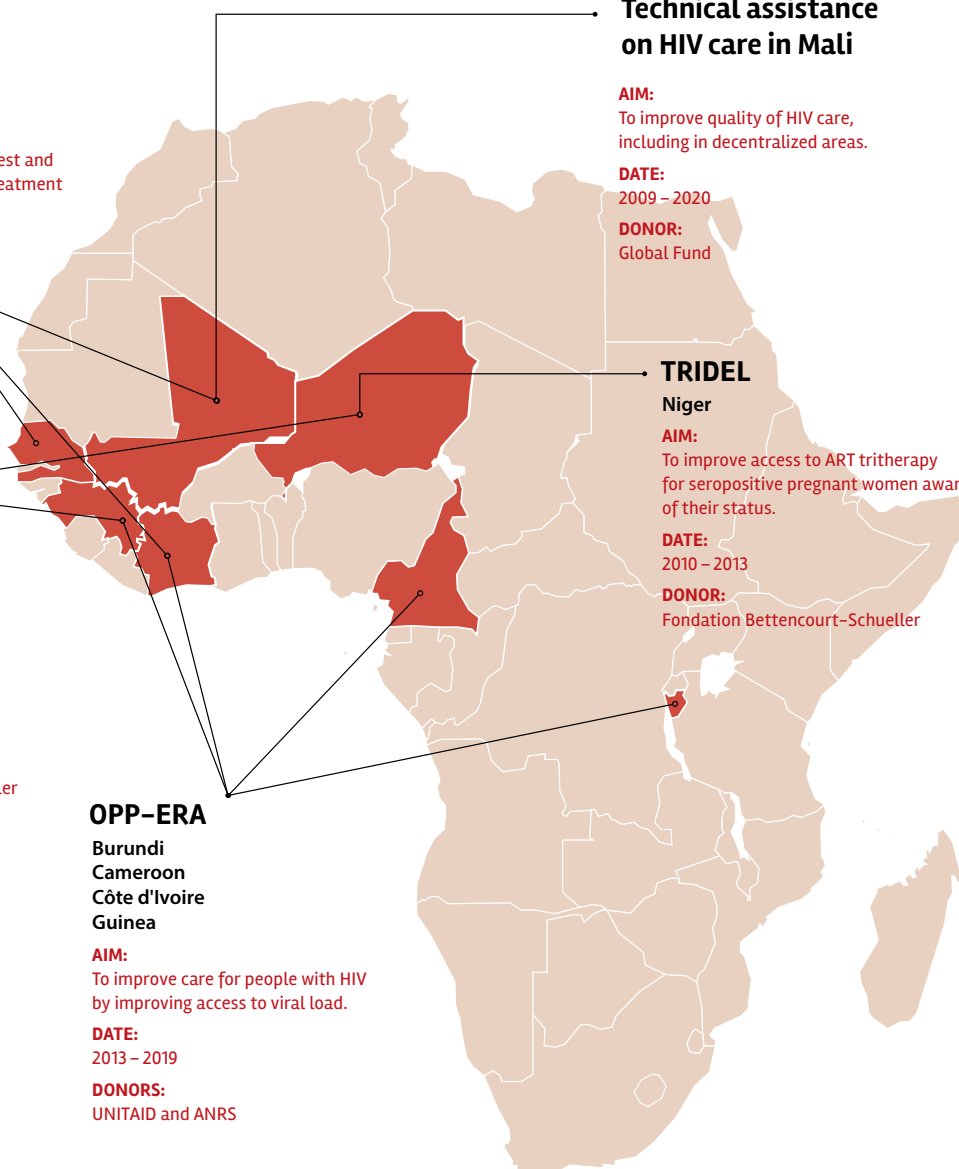 Technical assistance
on HIV care in Mali
AIM:
To improve quality of HIV care,
including in decentralized areas.
DATE:
2009 – 2020
DONOR:
Global Fund
est and
eatment
TRIDEL
Niger
AIM:
To improve access to ART tritherapy
for seropositive pregnant women awar
of their status.
DATE:
2010 – 2013
DONOR:
Fondation Bettencourt-Schueller
er
OPP-ERA
Burundi
Cameroon
Côte d'Ivoire
Guinea
AIM:
To improve care for people with HIV
by improving access to viral load.
DATE:
2013 – 2019
DONORS:
UNITAID and ANRS